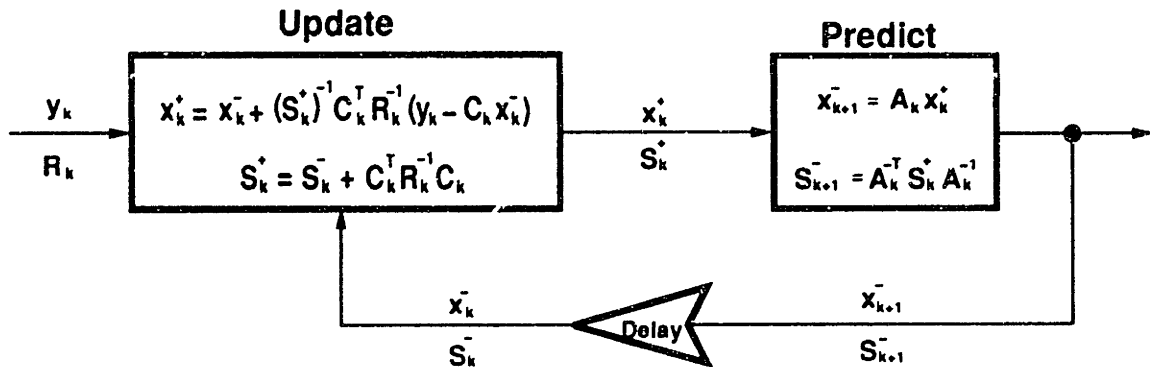 Update
Predict
x_k^+ = x_k^- + (S_k^+)^{-1} C_k^T R_k^{-1} (y_k - C_k x_k^-)
S_k^+ = S_k^- + C_k^T R_k^{-1} C_k
y_k
R_k
x_k^+
S_k^+
x_{k+1}^- = A_k x_k^+
S_{k+1}^- = A_k^{-T} S_k^+ A_k^{-1}
x_k^-
S_k^-
Delay
x_{k+1}^-
S_{k+1}^-